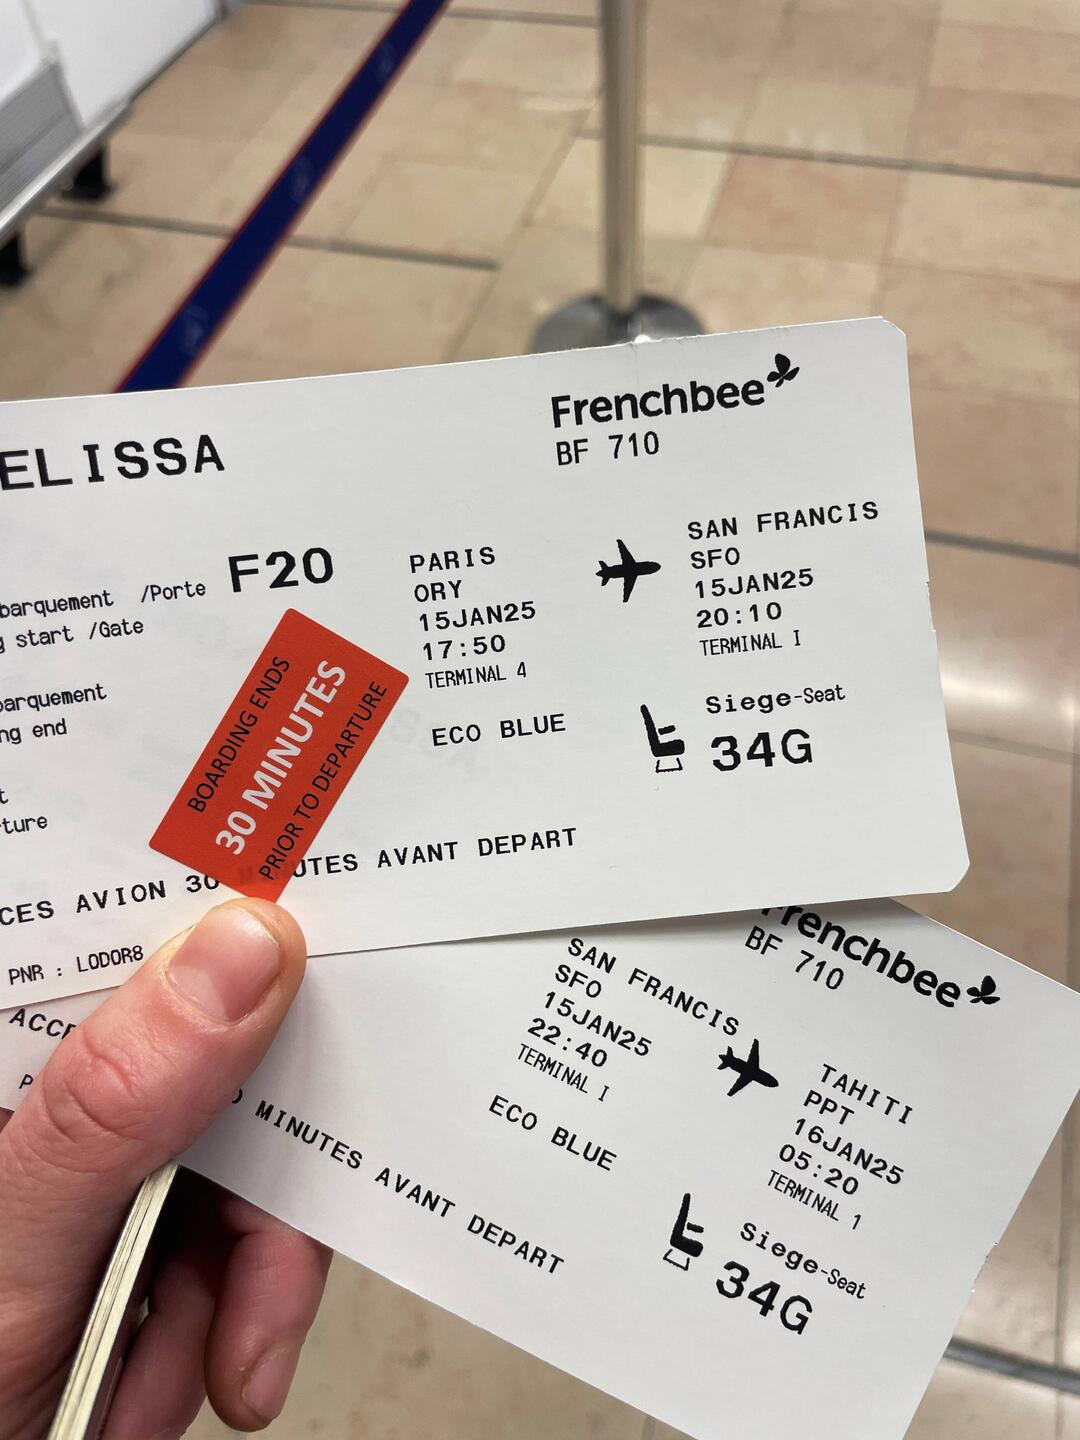 ELISSA
Frenchbee
BF 710
barquement /Porte F20
start /Gate
PARIS
ORY
15JAN25
17:50
TERMINAL 4
SAN FRANCIS
SFO
15JAN25
20:10
TERMINAL I
barquement
ng end
ECO BLUE
Siege-Seat
34G
BOARDING ENDS
30 MINUTES
PRIOR TO DEPARTURE
t
ture
CES AVION 30 UTES AVANT DEPART
PNR : LODOR8
Frenchbee
BF 710
SAN FRANCIS
SFO
15JAN25
22:40
TERMINAL I
TAHITI
PPT
16JAN25
05:20
TERMINAL 1
ECO BLUE
Siege-Seat
34G
ACCE
P
0 MINUTES AVANT DEPART